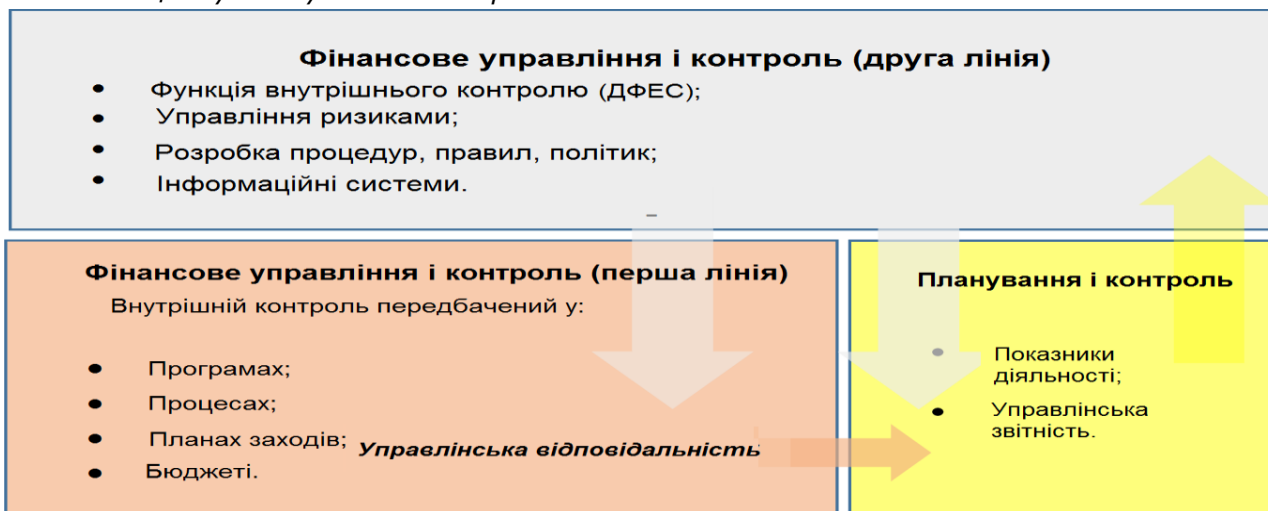 Фінансове управління і контроль (друга лінія)
• Функція внутрішнього контролю (ДФЕС);
• Управління ризиками;
• Розробка процедур, правил, політик;
• Інформаційні системи.
–
Фінансове управління і контроль (перша лінія)
Внутрішній контроль передбачений у:
• Програмах;
• Процесах;
• Планах заходів;
• Бюджеті.
Управлінська відповідальність
Планування і контроль
• Показники
діяльності;
• Управлінська
звітність.